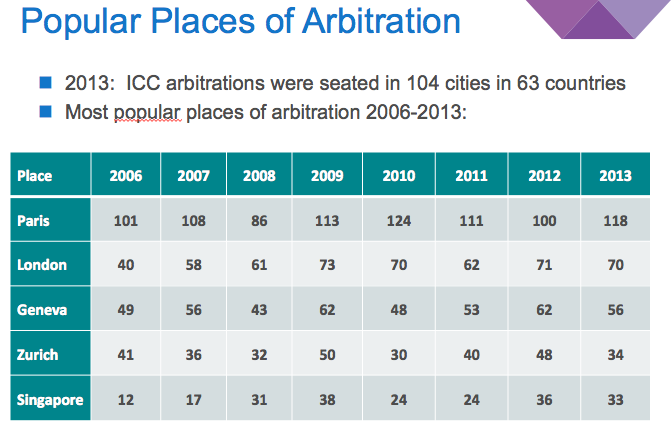 Popular Places of Arbitration
2013: ICC arbitrations were seated in 104 cities in 63 countries
Most popular places of arbitration 2006-2013:
Place 2006 2007 2008 2009 2010 2011 2012 2013
Paris 101 108 86 113 124 111 100 118
London 40 58 61 73 70 62 71 70
Geneva 49 56 43 62 48 53 62 56
Zurich 41 36 32 50 30 40 48 34
Singapore 12 17 31 38 24 24 36 33